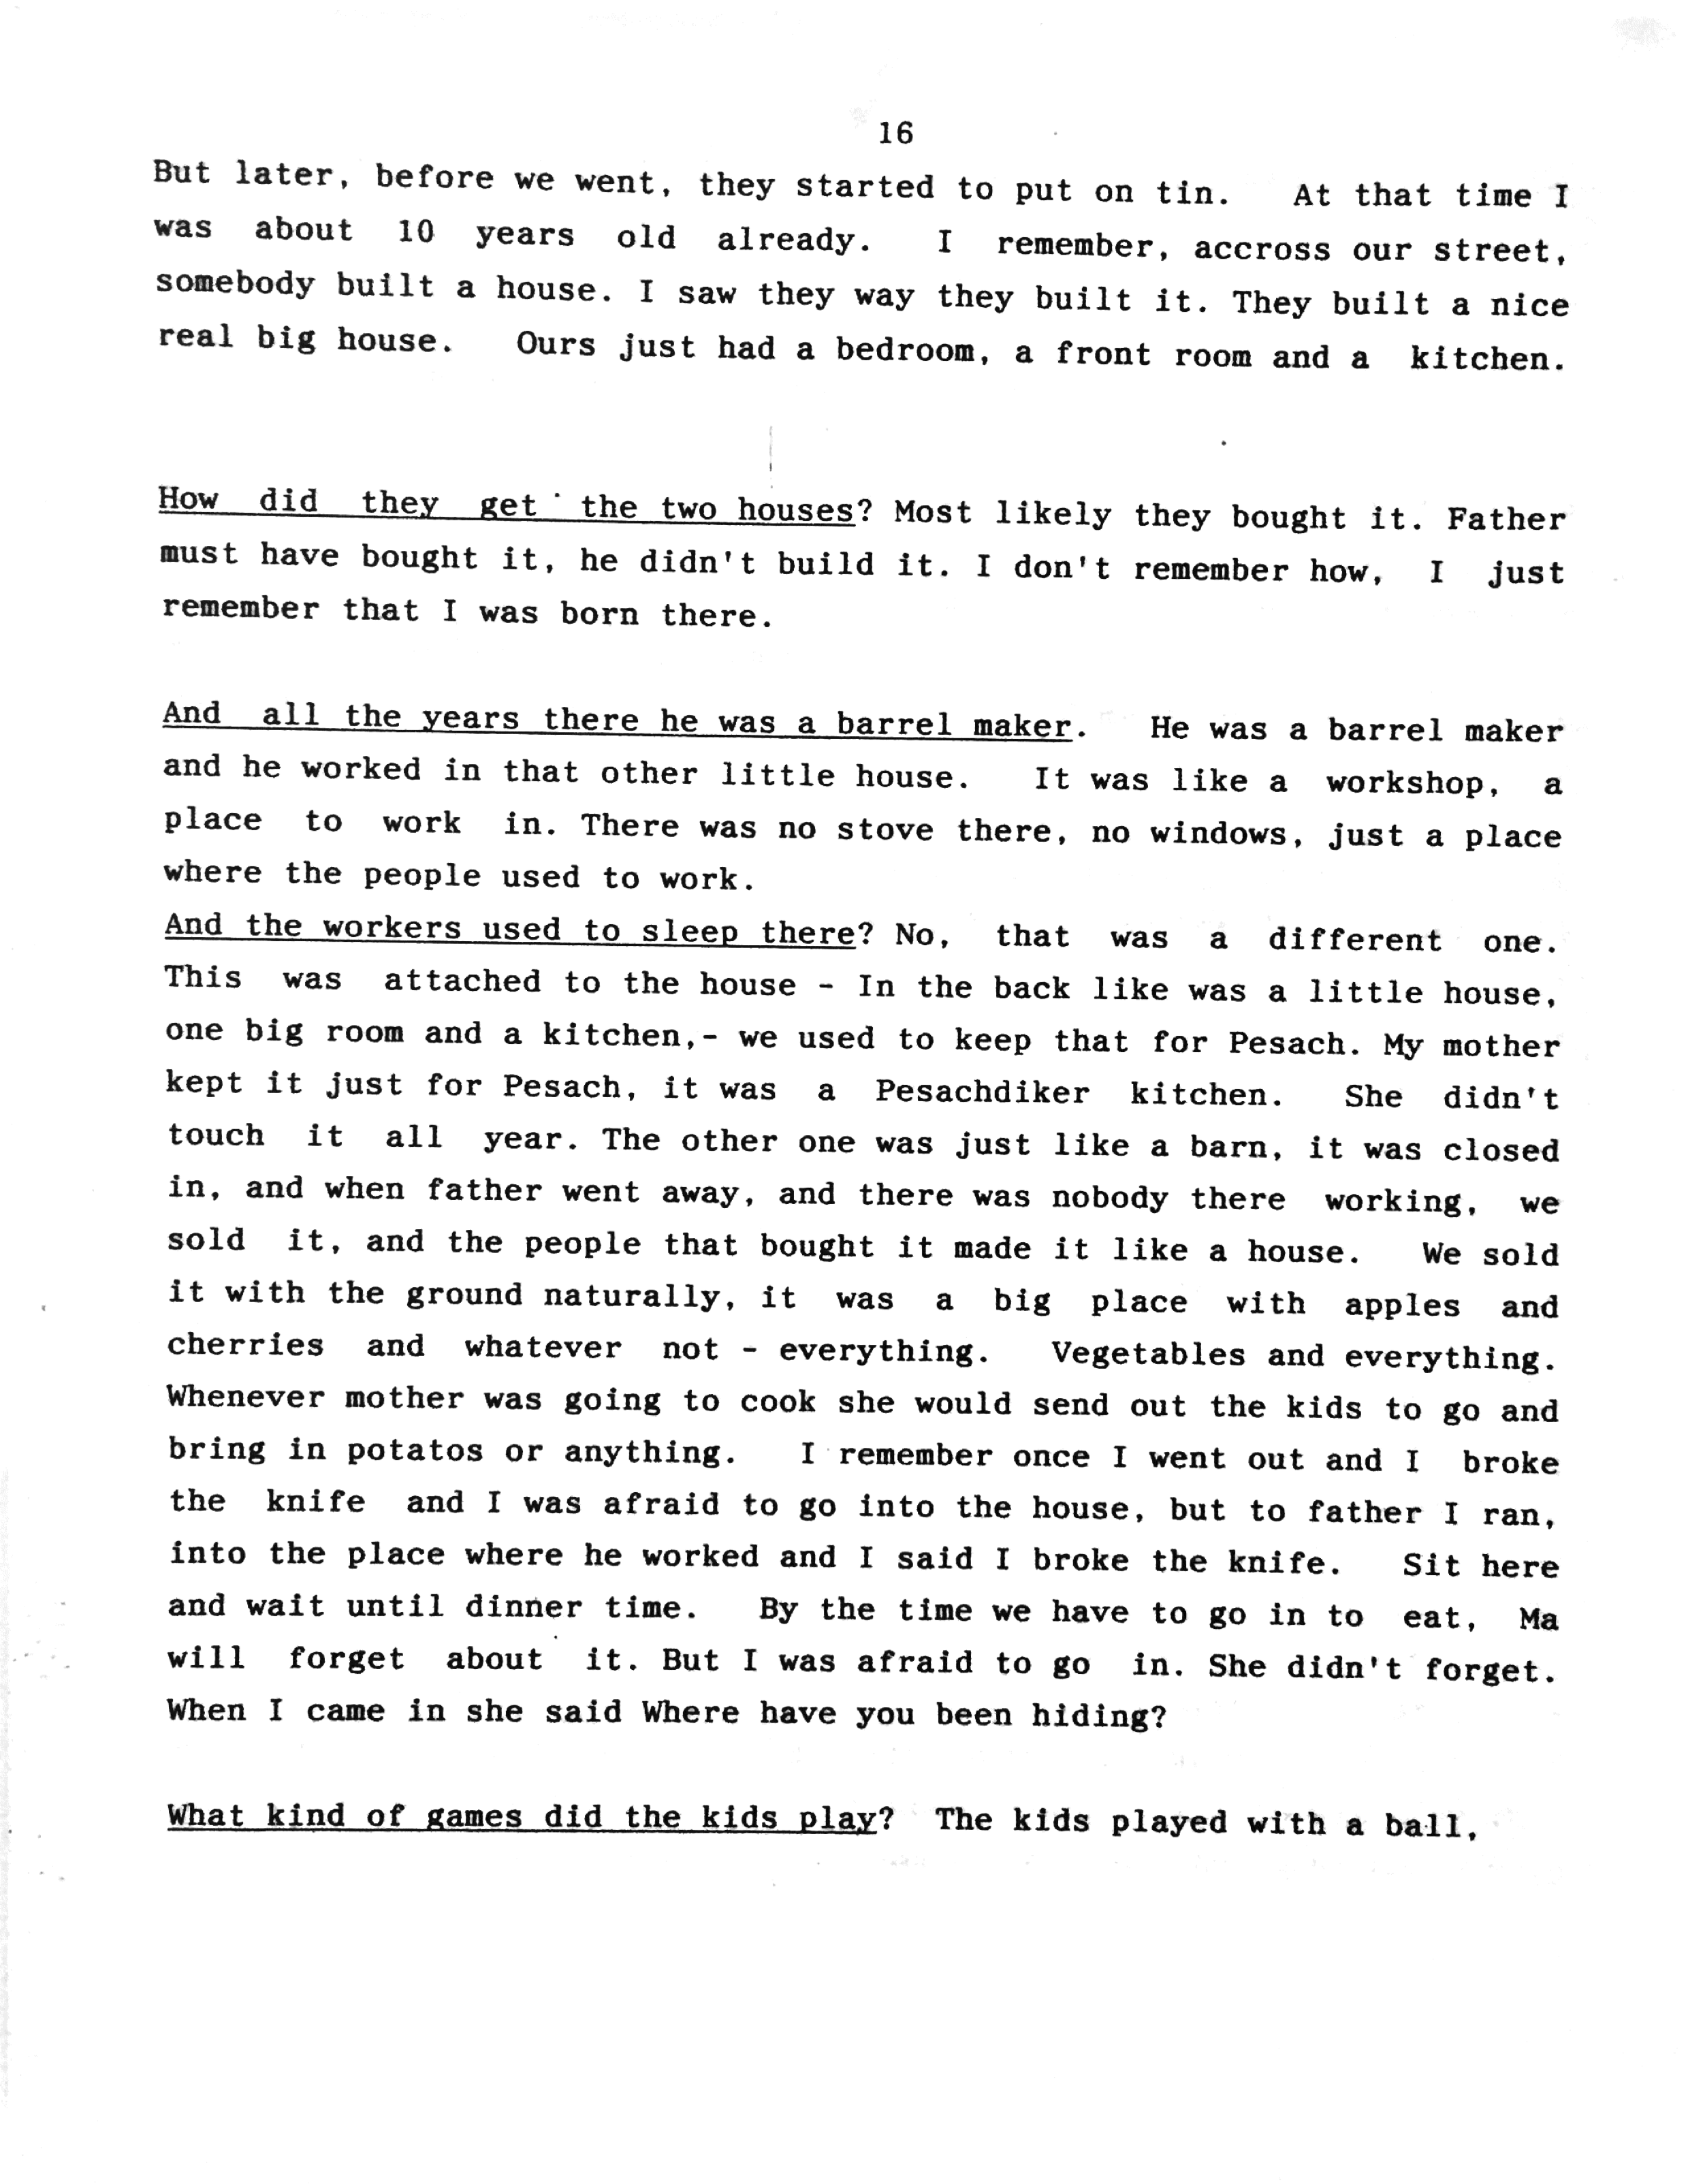 16
But later, before we went, they started to put on tin. At that time I
was about 10 years old already. I remember, accross our street,
somebody built a house. I saw they way they built it. They built a nice
real big house. Ours just had a bedroom, a front room and a kitchen.
How did they get the two houses? Most likely they bought it. Father
must have bought it, he didn't build it. I don't remember how, I just
remember that I was born there.
And all the years there he was a barrel maker. He was a barrel maker
and he worked in that other little house. It was like a workshop, a
place to work in. There was no stove there, no windows, just a place
where the people used to work.
And the workers used to sleep there? No, that was a different one.
This was attached to the house - In the back like was a little house,
one big room and a kitchen,- we used to keep that for Pesach. My mother
kept it just for Pesach, it was a Pesachdiker kitchen. She didn't
touch it all year. The other one was just like a barn, it was closed
in, and when father went away, and there was nobody there working, we
sold it, and the people that bought it made it like a house. We sold
it with the ground naturally, it was a big place with apples and
cherries and whatever not - everything. Vegetables and everything.
Whenever mother was going to cook she would send out the kids to go and
bring in potatos or anything. I remember once I went out and I broke
the knife and I was afraid to go into the house, but to father I ran,
into the place where he worked and I said I broke the knife. Sit here
and wait until dinner time. By the time we have to go in to eat, Ma
will forget about it. But I was afraid to go in. She didn't forget.
When I came in she said Where have you been hiding?
What kind of games did the kids play? The kids played with a ball,